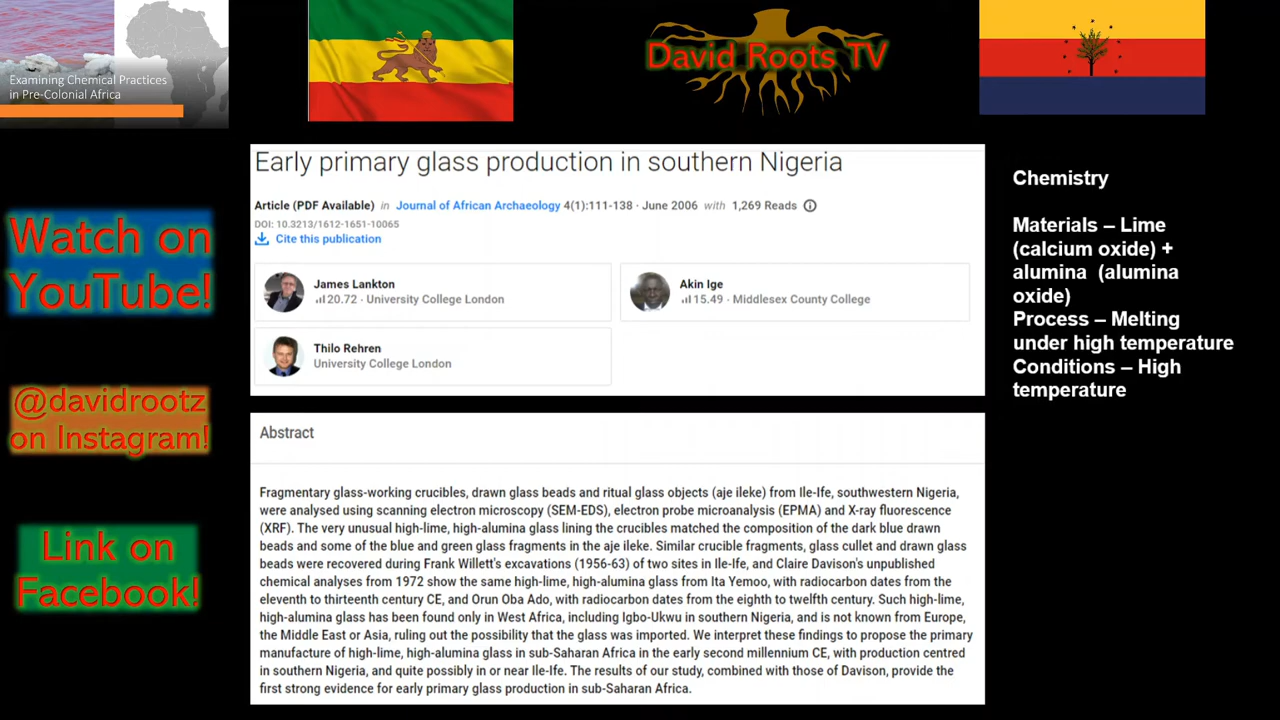 Examining Chemical Practices
in Pre-Colonial Africa
David Roots TV
Watch on
YouTube!
@davidrootz
on Instagram!
Link on
Facebook!
Early primary glass production in southern Nigeria
Article (PDF Available) in Journal of African Archaeology 4(1):111-138 · June 2006 with 1,269 Reads
DOI: 10.3213/1612-1651-10065
Cite this publication
James Lankton
20.72 · University College London
Akin Ige
15.49 · Middlesex County College
Thilo Rehren
University College London
Abstract
Fragmentary glass-working crucibles, drawn glass beads and ritual glass objects (aje ileke) from Ile-Ife, southwestern Nigeria,
were analysed using scanning electron microscopy (SEM-EDS), electron probe microanalysis (EPMA) and X-ray fluorescence
(XRF). The very unusual high-lime, high-alumina glass lining the crucibles matched the composition of the dark blue drawn
beads and some of the blue and green glass fragments in the aje ileke. Similar crucible fragments, glass cullet and drawn glass
beads were recovered during Frank Willett's excavations (1956-63) of two sites in Ile-Ife, and Claire Davison's unpublished
chemical analyses from 1972 show the same high-lime, high-alumina glass from Ita Yemoo, with radiocarbon dates from the
eleventh to thirteenth century CE, and Orun Oba Ado, with radiocarbon dates from the eighth to twelfth century. Such high-lime,
high-alumina glass has been found only in West Africa, including Igbo-Ukwu in southern Nigeria, and is not known from Europe,
the Middle East or Asia, ruling out the possibility that the glass was imported. We interpret these findings to propose the primary
manufacture of high-lime, high-alumina glass in sub-Saharan Africa in the early second millennium CE, with production centred
in southern Nigeria, and quite possibly in or near Ile-Ife. The results of our study, combined with those of Davison, provide the
first strong evidence for early primary glass production in sub-Saharan Africa.
Chemistry
Materials – Lime
(calcium oxide) +
alumina (alumina
oxide)
Process – Melting
under high temperature
Conditions – High
temperature